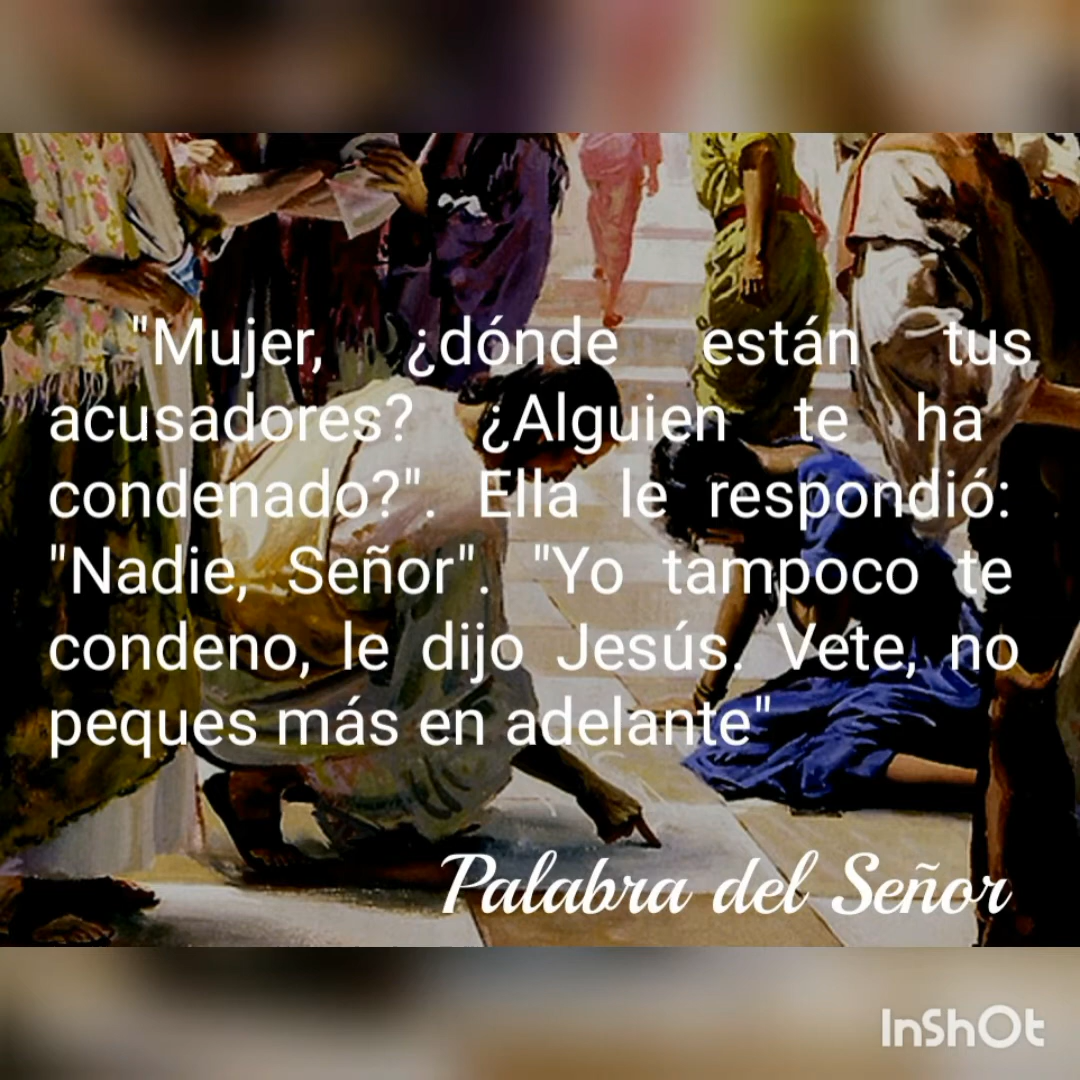 "Mujer, ¿dónde están tus
acusadores? ¿Alguien te ha
condenado?". Ella le respondió:
"Nadie, Señor". "Yo tampoco te
condeno, le dijo Jesús. Vete, no
peques más en adelante"
Palabra del Señor
InShOt